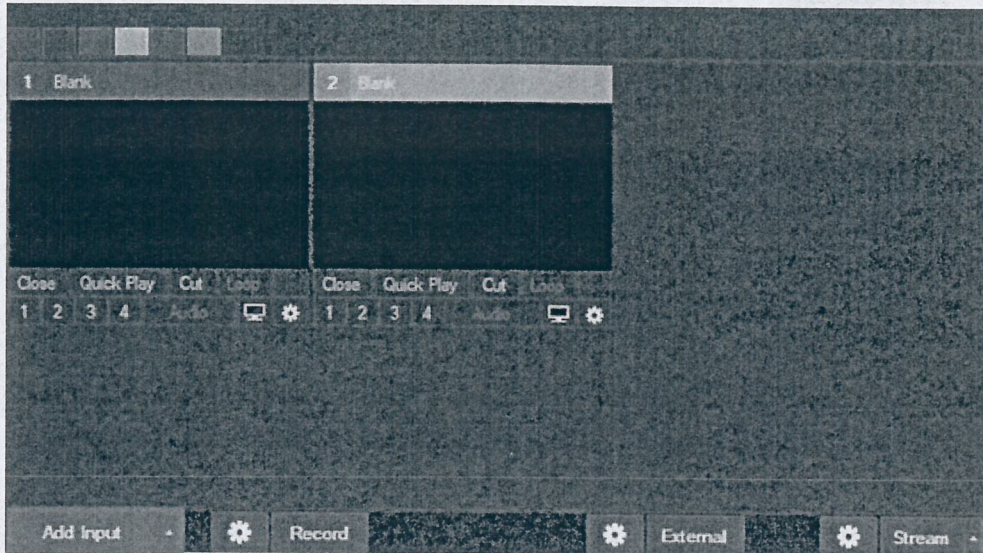 1 Blank
2 Blank
Close Quick Play Cut Loop
Close Quick Play Cut Loop
1 2 3 4 Audio
1 2 3 4 Audio
Add Input
Record
External
Stream